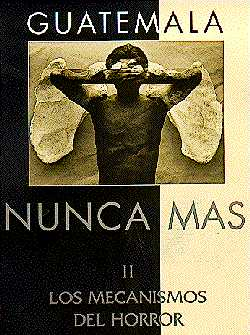 GUATEMALA
NUNCA MAS
II
LOS MECANISMOS
DEL HORROR